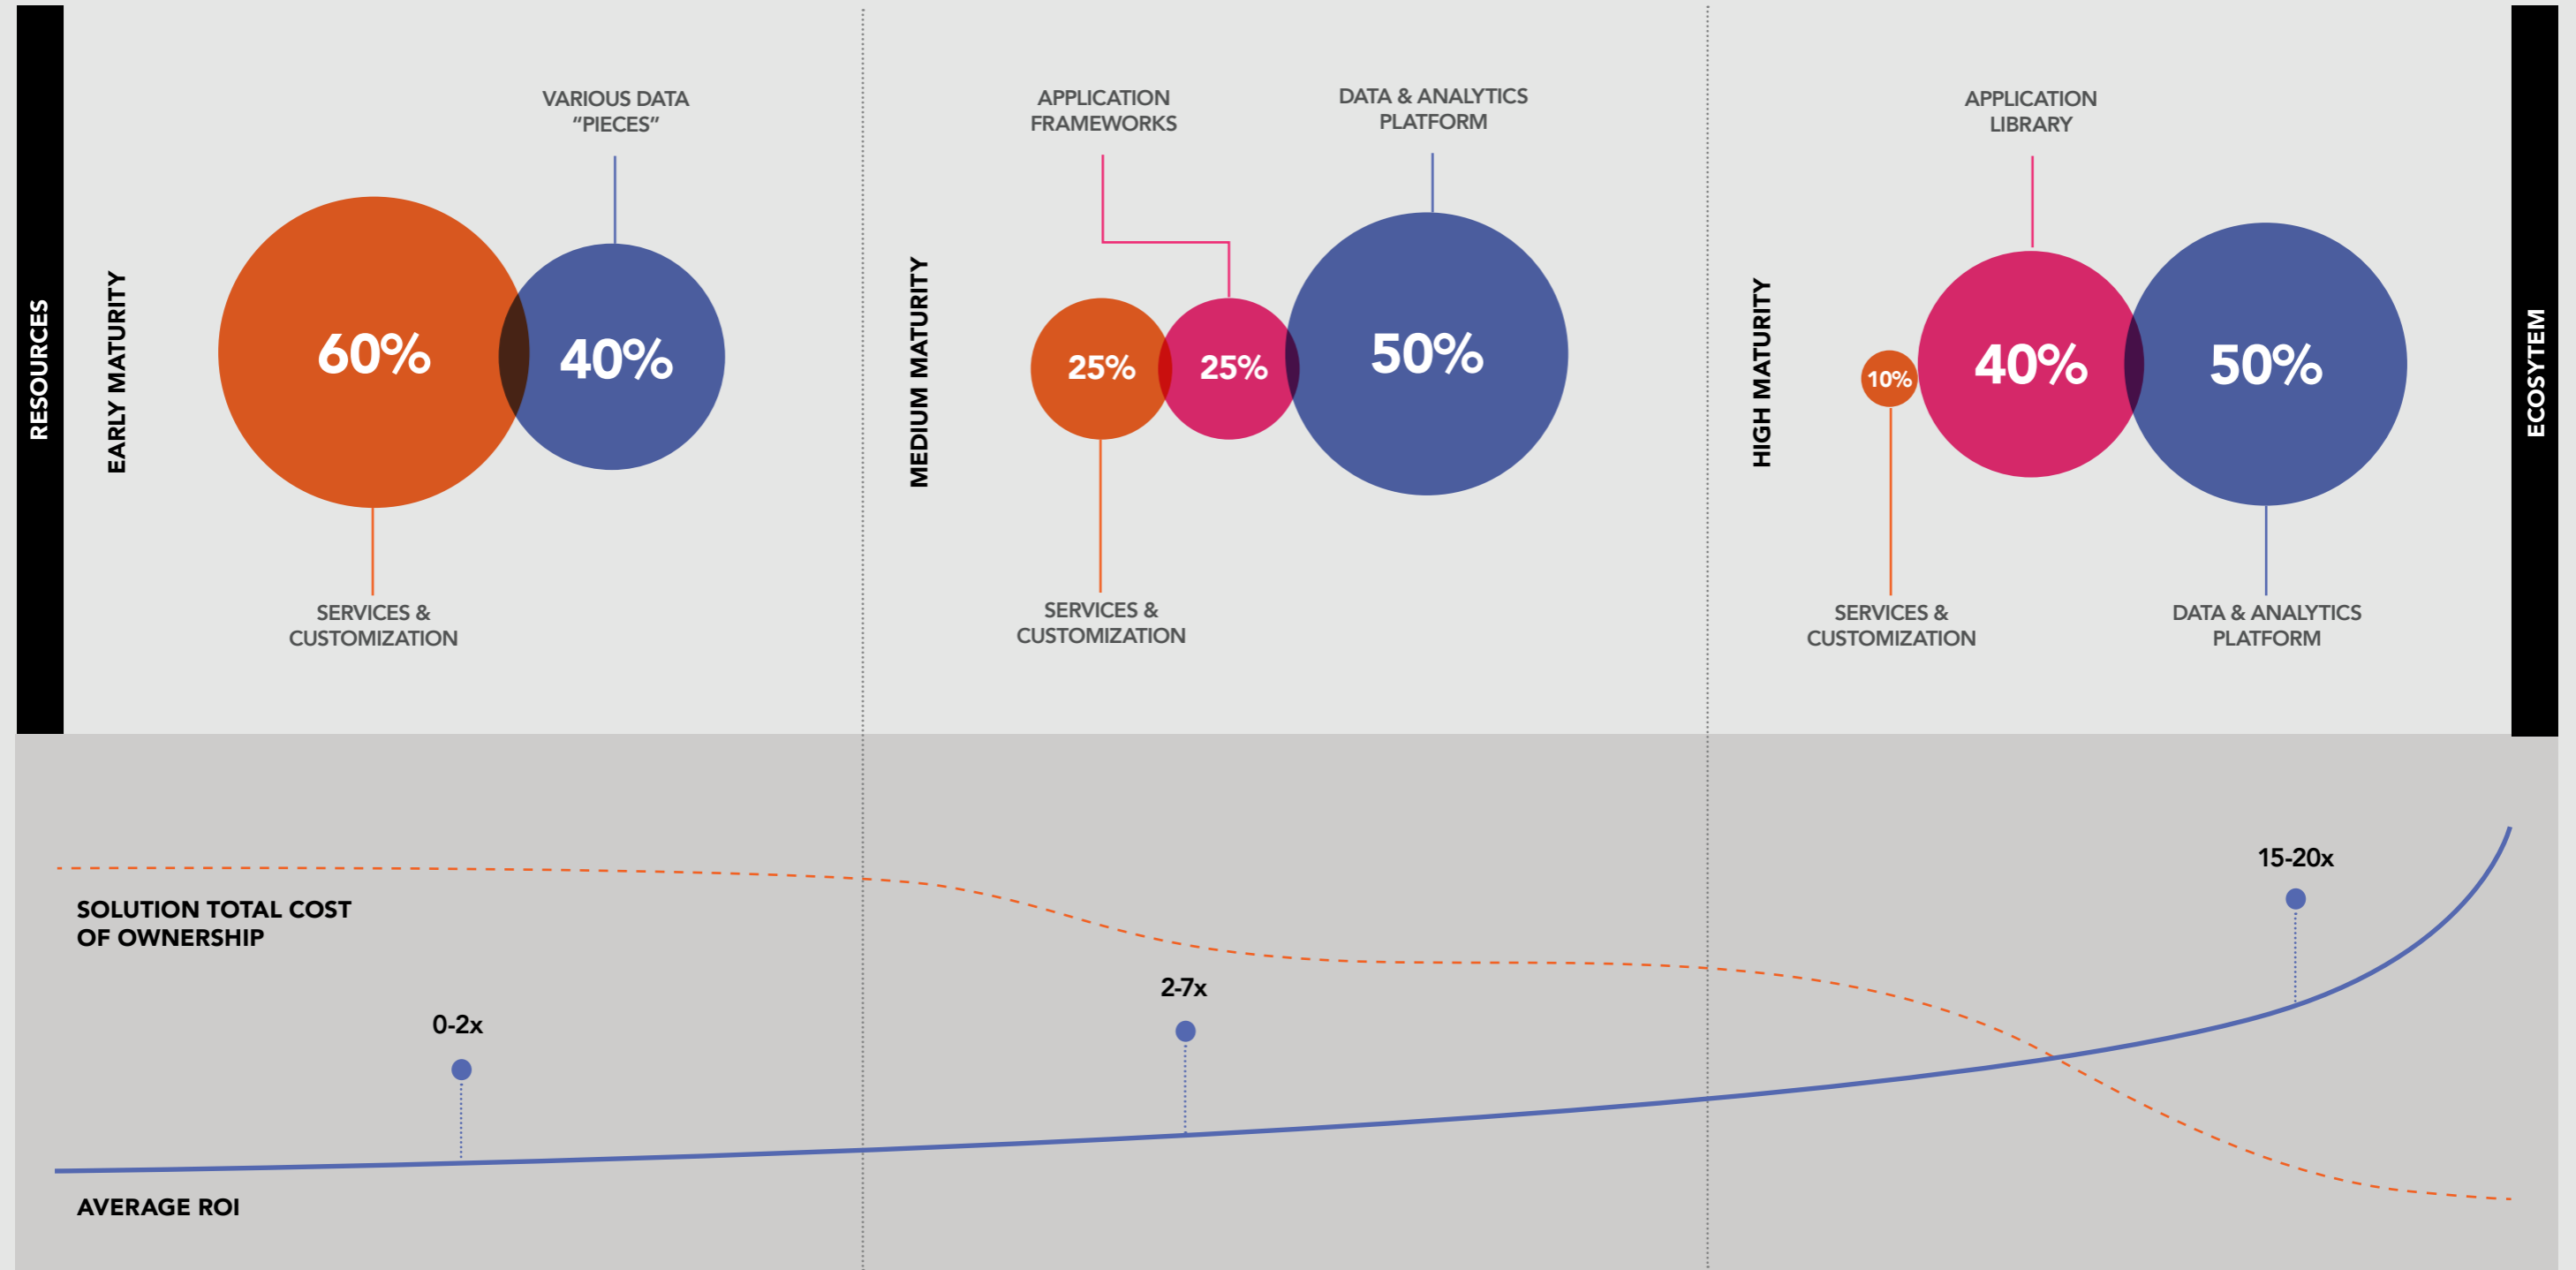 RESOURCES
EARLY MATURITY
VARIOUS DATA
“PIECES”
60%
40%
SERVICES &
CUSTOMIZATION
MEDIUM MATURITY
APPLICATION
FRAMEWORKS
DATA & ANALYTICS
PLATFORM
25%
25%
50%
SERVICES &
CUSTOMIZATION
HIGH MATURITY
APPLICATION
LIBRARY
10%
40%
50%
SERVICES &
CUSTOMIZATION
DATA & ANALYTICS
PLATFORM
ECOSYTEM
SOLUTION TOTAL COST
OF OWNERSHIP
0-2x
2-7x
15-20x
AVERAGE ROI